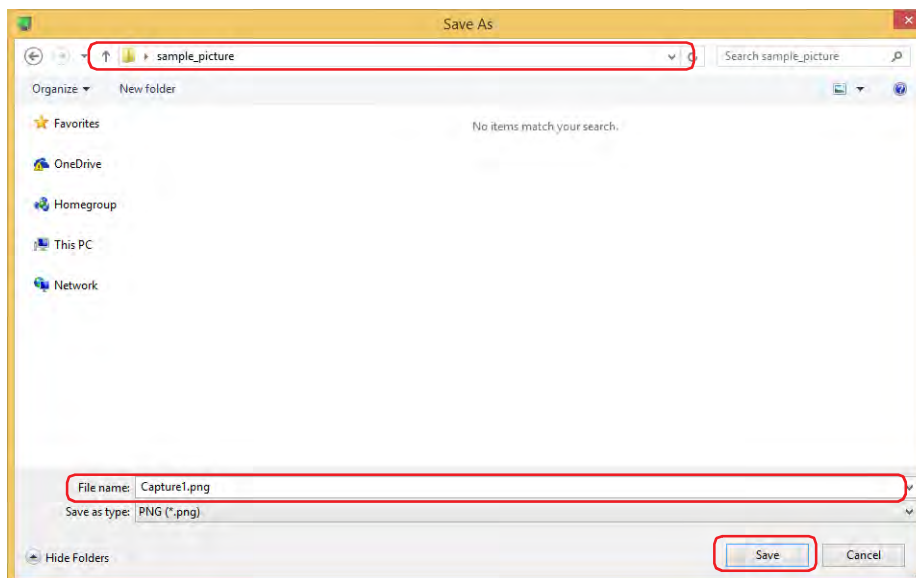 Save As
sample_picture
Search sample_picture
Organize
New folder
Favorites
No items match your search.
OneDrive
Homegroup
This PC
Network
File name: Capture1.png
Save as type: PNG (*.png)
Hide Folders
Save
Cancel